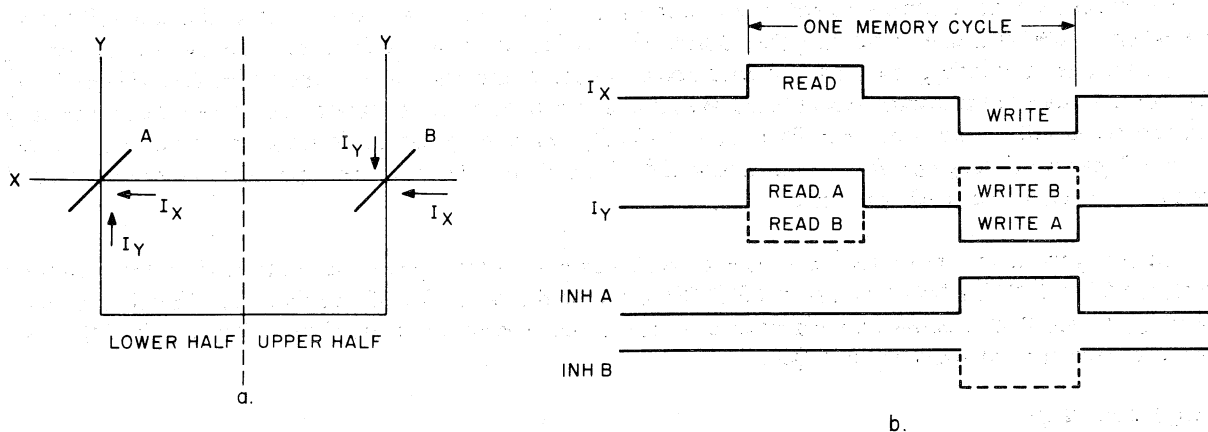 Y
Y
A
B
I_Y
X
I_X
I_X
I_Y
LOWER HALF
UPPER HALF
a.
ONE MEMORY CYCLE
I_X
READ
WRITE
I_Y
READ A
WRITE B
READ B
WRITE A
INH A
INH B
b.